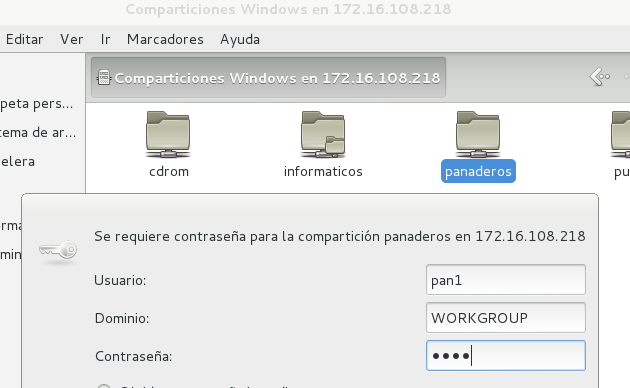 Comparticiones Windows en 172.16.108.218
Editar Ver Ir Marcadores Ayuda
Comparticiones Windows en 172.16.108.218
peta pers...
tema de ar...
elera
cdrom informaticos panaderos pu
Se requiere contraseña para la compartición panaderos en 172.16.108.218
Usuario: pan1
Dominio: WORKGROUP
Contraseña: ●●●●